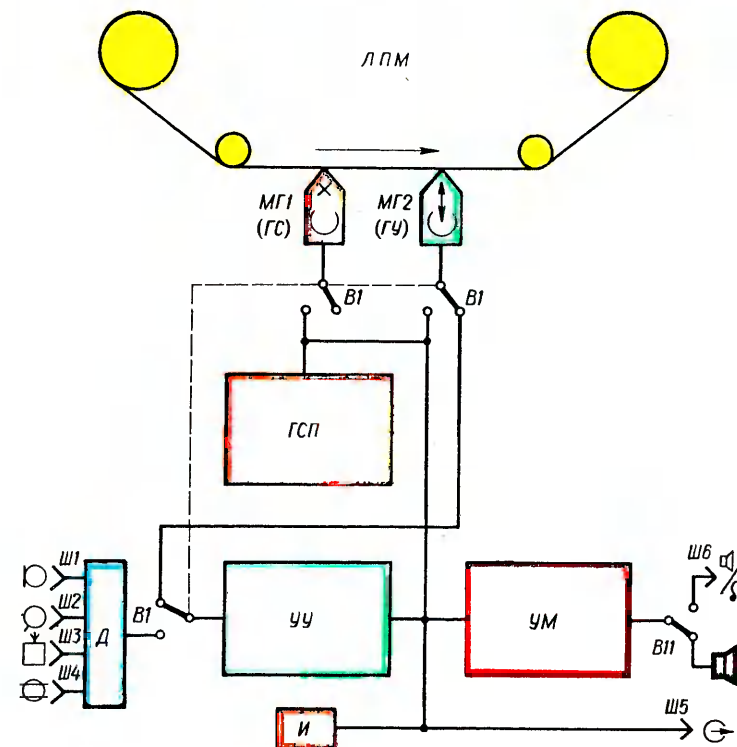 ЛПМ
МГ1
(ГС)
МГ2
(ГУ)
В1
В1
ГСП
Ш1
Ш2
Ш3
Ш4
Д
В1
УУ
УМ
Ш6
В11
И
Ш5